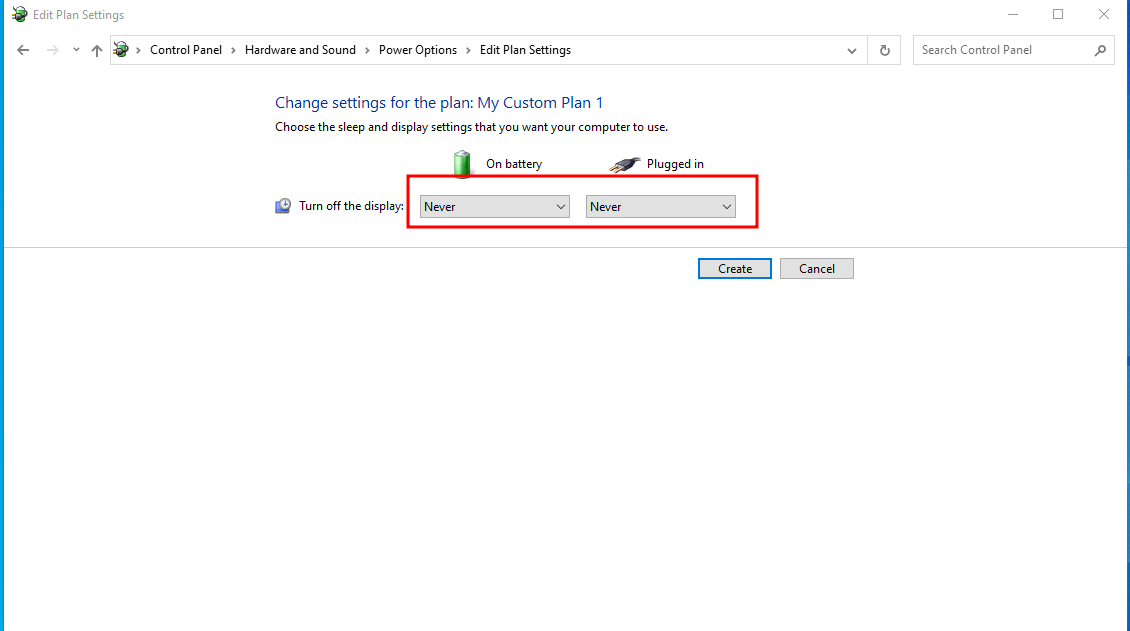 Edit Plan Settings
Control Panel > Hardware and Sound > Power Options > Edit Plan Settings
Search Control Panel
Change settings for the plan: My Custom Plan 1
Choose the sleep and display settings that you want your computer to use.
On battery Plugged in
Turn off the display: Never Never
Create Cancel